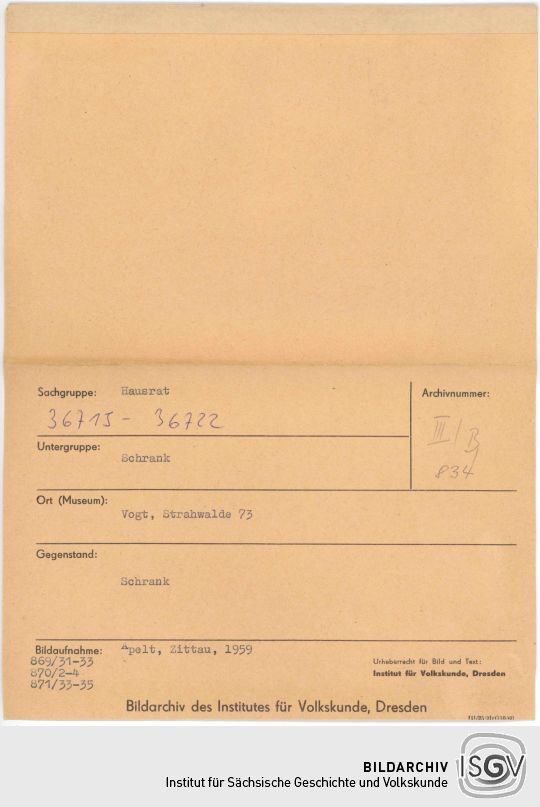 Sachgruppe: Hausrat
Archivnummer:
36715 - 36722
III/B
834
Untergruppe:
Schrank
Ort (Museum):
Vogt, Strahwalde 73
Gegenstand:
Schrank
Bildaufnahme: Apelt, Zittau, 1959
869/31-33
870/2-4
871/33-35
Urheberrecht für Bild und Text:
Institut für Volkskunde, Dresden
Bildarchiv des Institutes für Volkskunde, Dresden
BILDARCHIV
Institut für Sächsische Geschichte und Volkskunde
ISGV